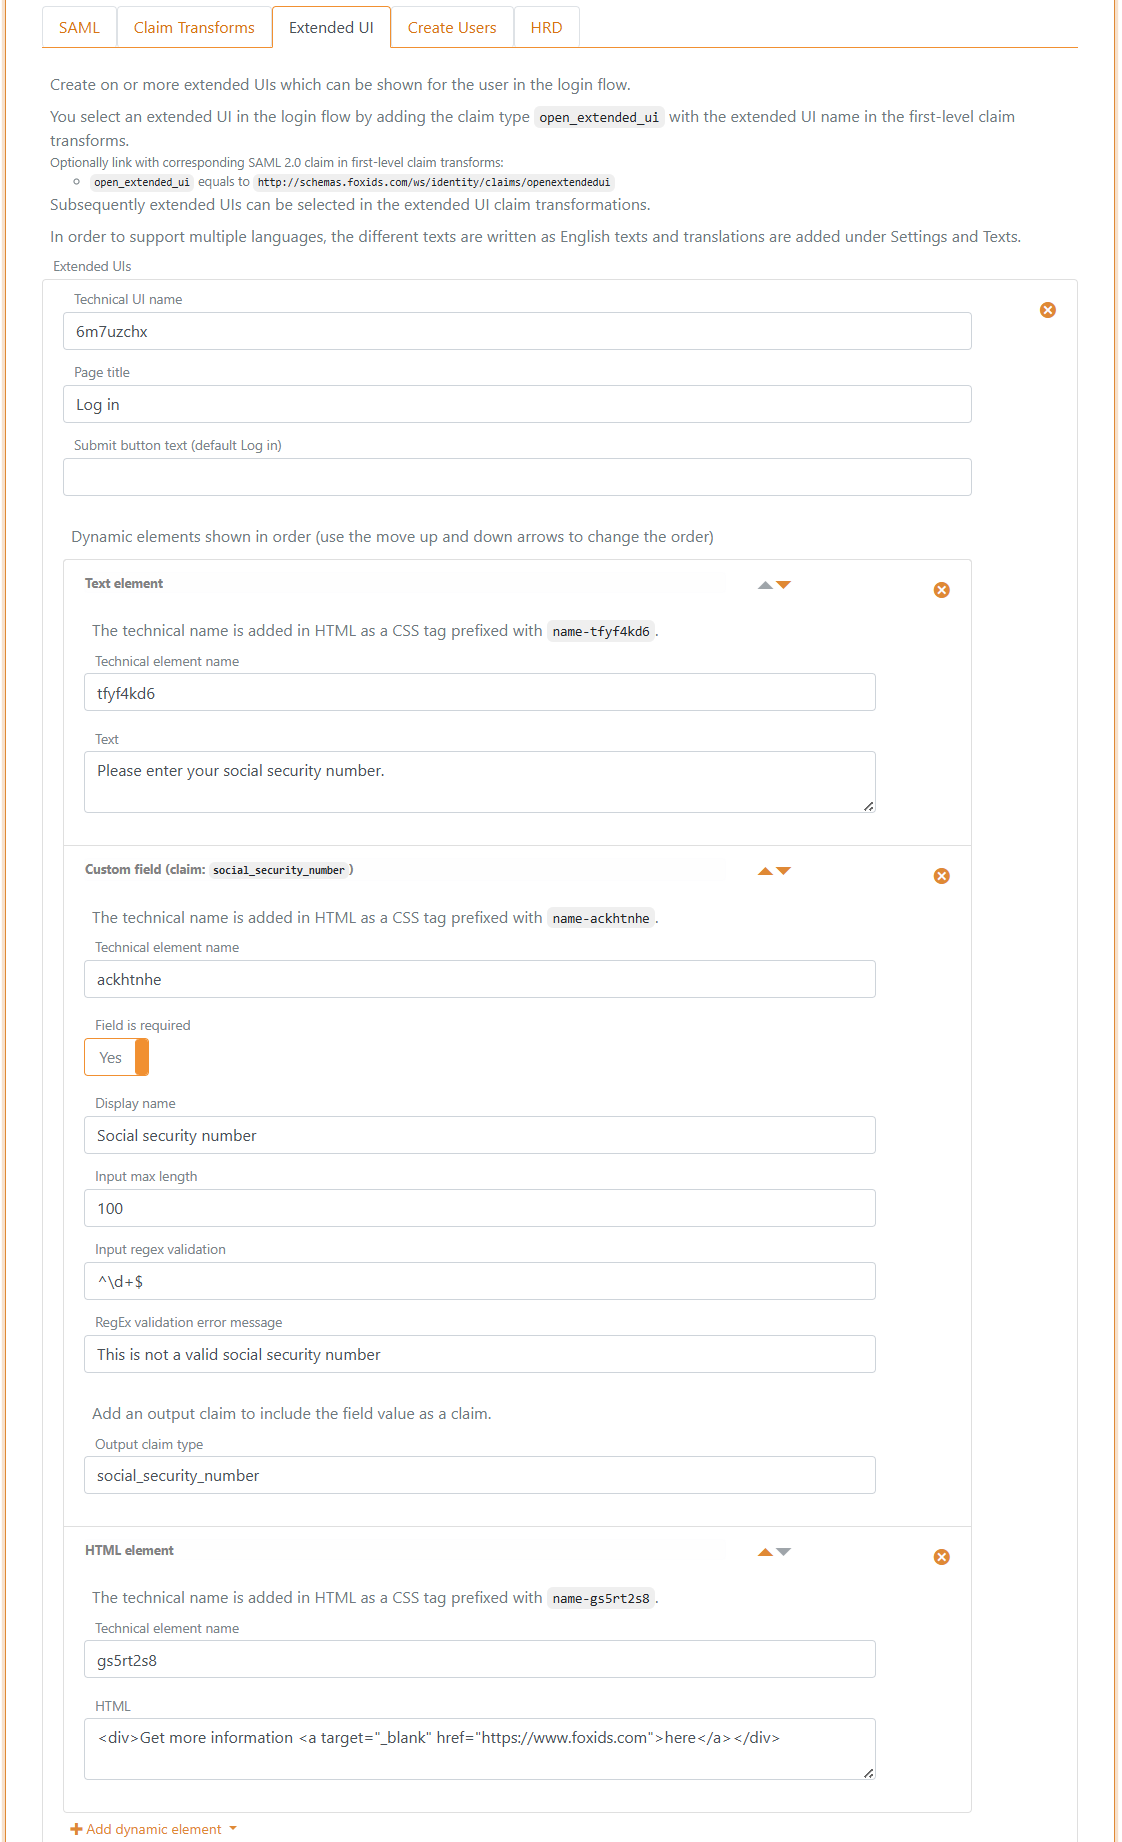 SAML
Claim Transforms
Extended UI
Create Users
HRD
Create on or more extended UIs which can be shown for the user in the login flow.
You select an extended UI in the login flow by adding the claim type open_extended_ui with the extended UI name in the first-level claim
transforms.
Optionally link with corresponding SAML 2.0 claim in first-level claim transforms:
open_extended_ui equals to http://schemas.foxids.com/ws/identity/claims/openextendedui
Subsequently extended UIs can be selected in the extended UI claim transformations.
In order to support multiple languages, the different texts are written as English texts and translations are added under Settings and Texts.
Extended UIs
Technical UI name
6m7uzchx
Page title
Log in
Submit button text (default Log in)
Dynamic elements shown in order (use the move up and down arrows to change the order)
Text element
The technical name is added in HTML as a CSS tag prefixed with name-tfyf4kd6.
Technical element name
tfyf4kd6
Text
Please enter your social security number.
Custom field (claim: social_security_number)
The technical name is added in HTML as a CSS tag prefixed with name-ackhtnhe.
Technical element name
ackhtnhe
Field is required
Yes
Display name
Social security number
Input max length
100
Input regex validation
^\d+$
RegEx validation error message
This is not a valid social security number
Add an output claim to include the field value as a claim.
Output claim type
social_security_number
HTML element
The technical name is added in HTML as a CSS tag prefixed with name-gs5rt2s8.
Technical element name
gs5rt2s8
HTML
<div>Get more information <a target="_blank" href="https://www.foxids.com">here</a></div>
Add dynamic element